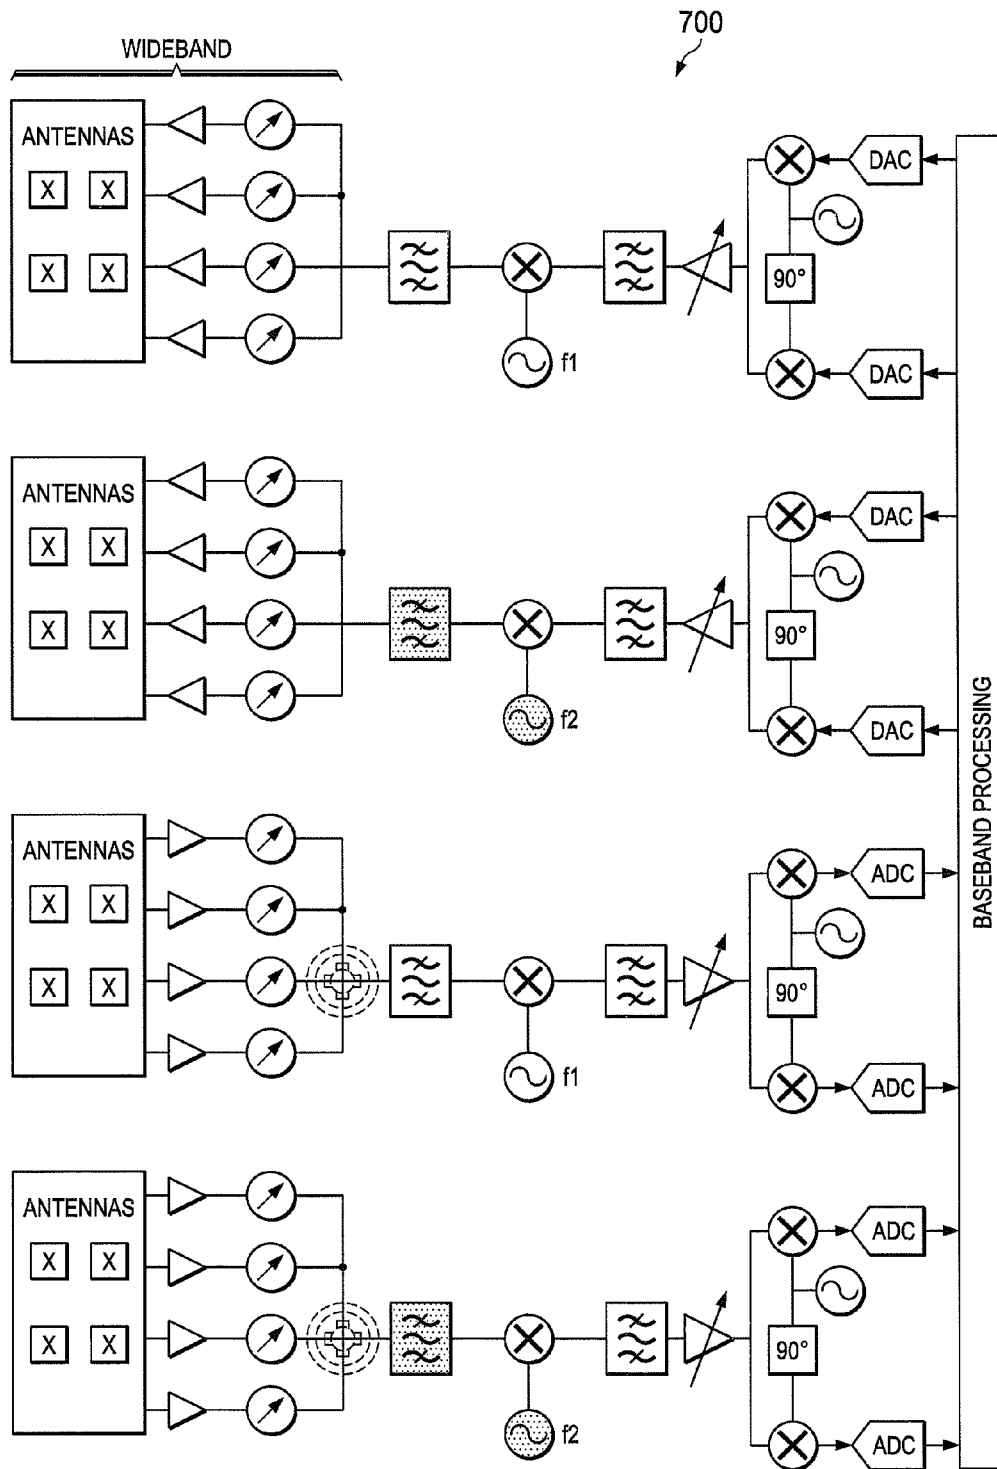 700
WIDEBAND
ANTENNAS
X X
X X
f1
90°
DAC
DAC
ANTENNAS
X X
X X
f2
90°
DAC
DAC
BASEBAND PROCESSING
ANTENNAS
X X
X X
f1
90°
ADC
ADC
ANTENNAS
X X
X X
f2
90°
ADC
ADC